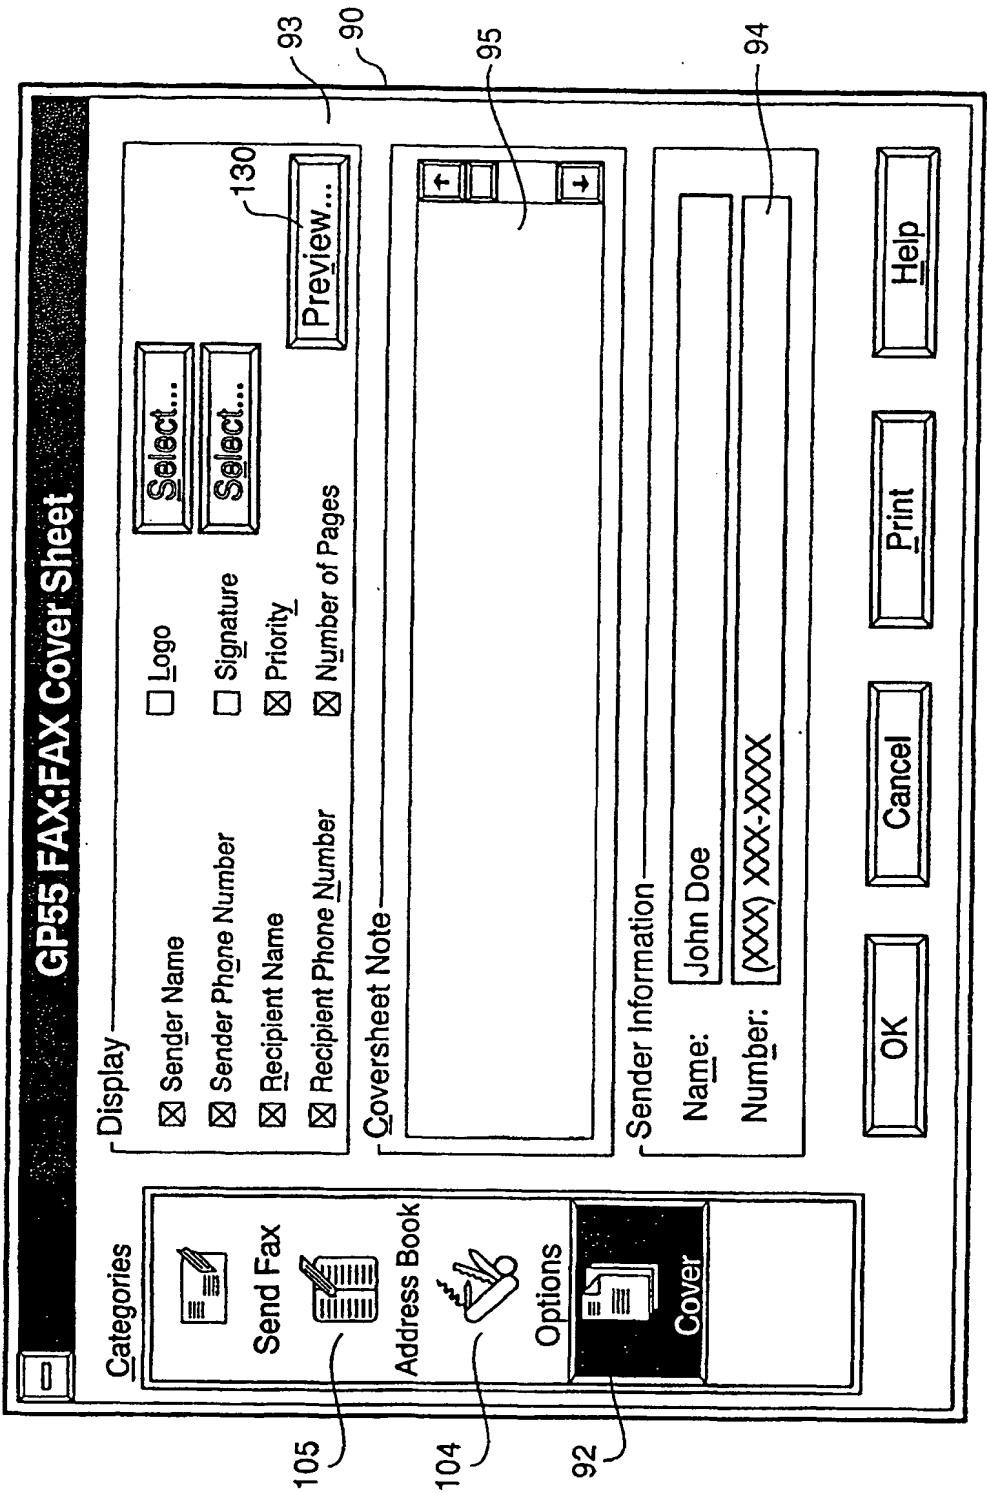 GP55 FAX:FAX Cover Sheet
93
90
Categories
Send Fax
Address Book
Options
Cover
105
104
92
Display
Sender Name
Sender Phone Number
Recipient Name
Recipient Phone Number
Logo
Signature
Priority
Number of Pages
Select...
Select...
130
Preview...
Coversheet Note
95
Sender Information
Name: John Doe
Number: (XXX) XXX-XXXX
94
OK
Cancel
Print
Help